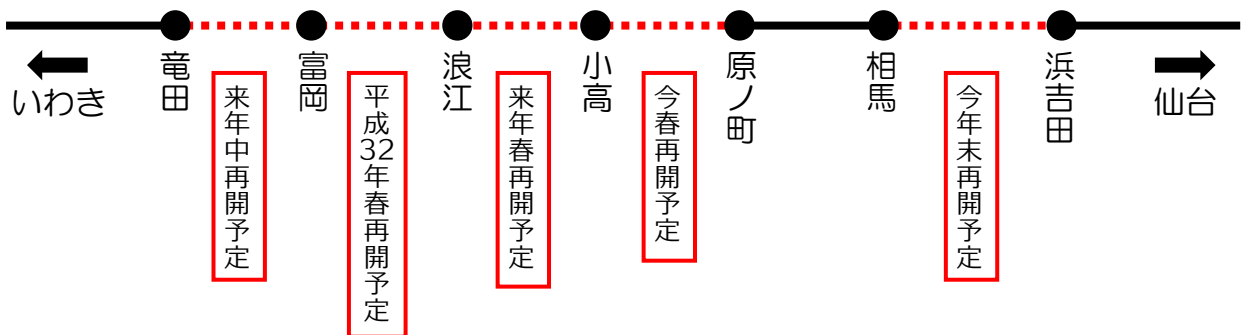 いわき
竜田
来年中再開予定
富岡
平成32年春再開予定
浪江
来年春再開予定
小高
今春再開予定
原ノ町
相馬
今年末再開予定
浜吉田
仙台